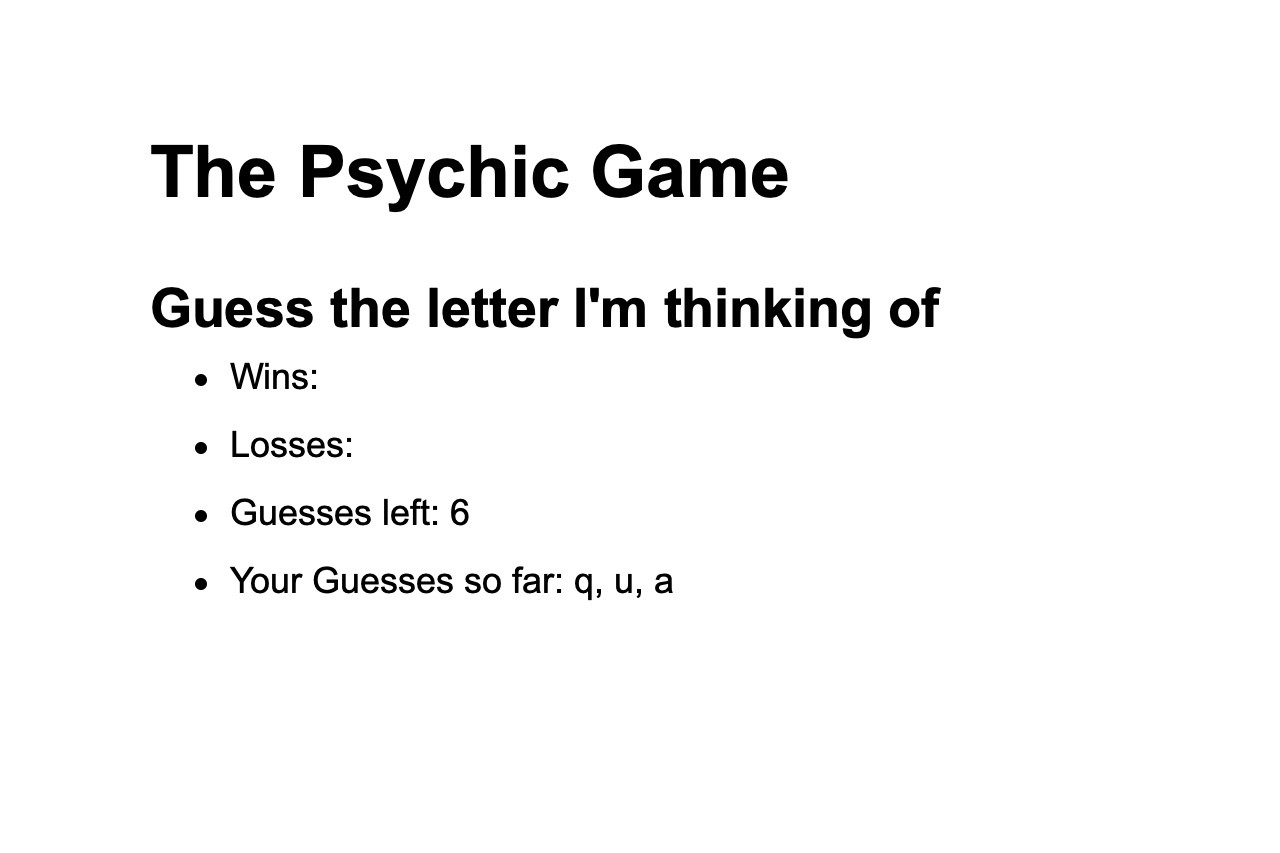 The Psychic Game
Guess the letter I'm thinking of
• Wins:
• Losses:
• Guesses left: 6
• Your Guesses so far: q, u, a